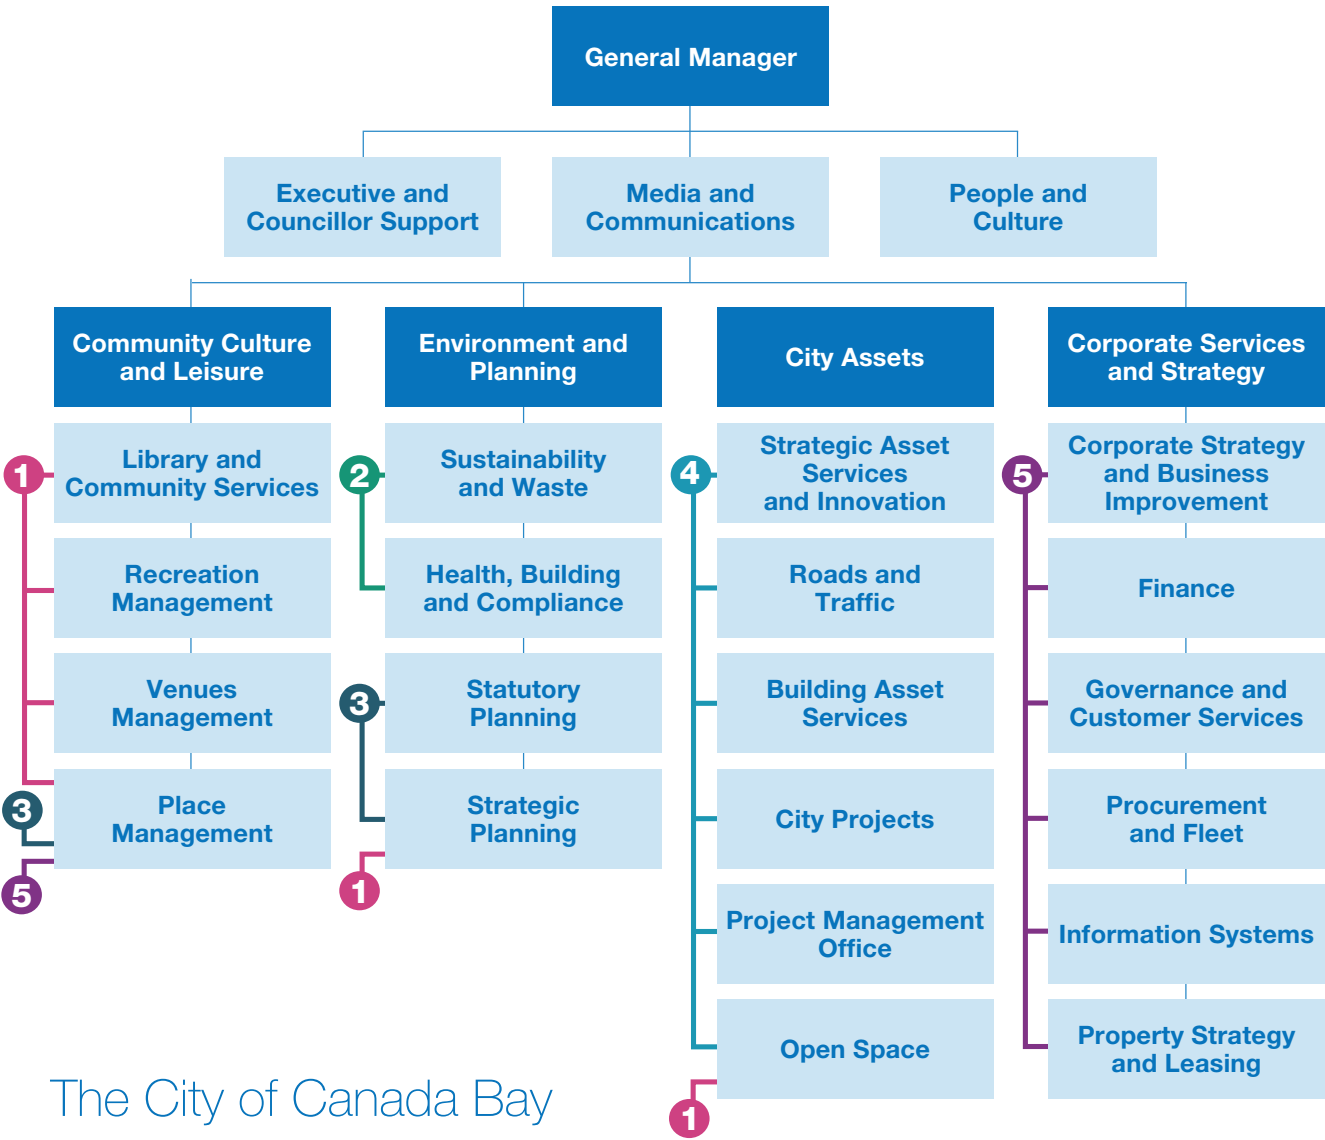 General Manager
Executive and
Councillor Support
Media and
Communications
People and
Culture
Community Culture
and Leisure
Environment and
Planning
City Assets
Corporate Services
and Strategy
1
Library and
Community Services
Recreation
Management
Venues
Management
3
Place
Management
5
2
Sustainability
and Waste
Health, Building
and Compliance
3
Statutory
Planning
Strategic
Planning
1
4
Strategic Asset
Services
and Innovation
Roads and
Traffic
Building Asset
Services
City Projects
Project Management
Office
Open Space
1
5
Corporate Strategy
and Business
Improvement
Finance
Governance and
Customer Services
Procurement
and Fleet
Information Systems
Property Strategy
and Leasing
The City of Canada Bay